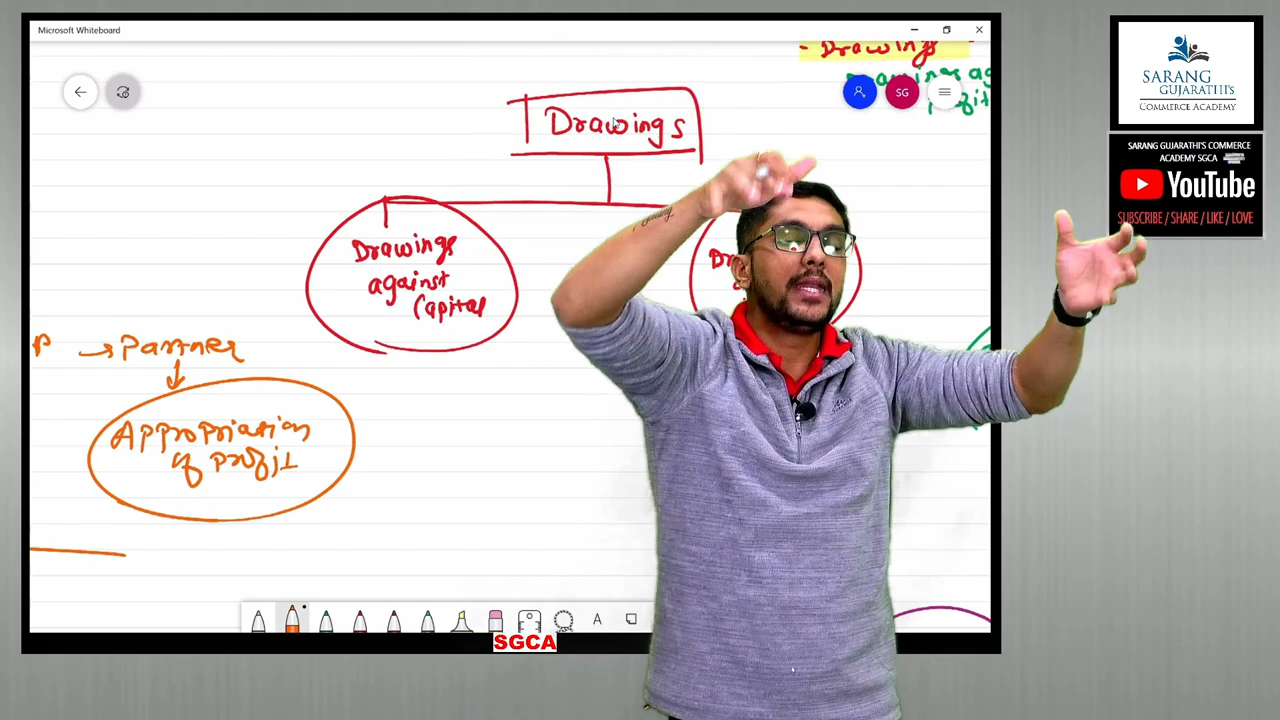 Microsoft Whiteboard
- Drawings
SG
Drawings
Drawings
against
Capital
→ Partner
Appropriation
of profit
A
SGCA
SARANG
GUJARATHI'S
COMMERCE ACADEMY
SARANG GUJARATHI'S COMMERCE
ACADEMY SGCA
YouTube
SUBSCRIBE / SHARE / LIKE / LOVE